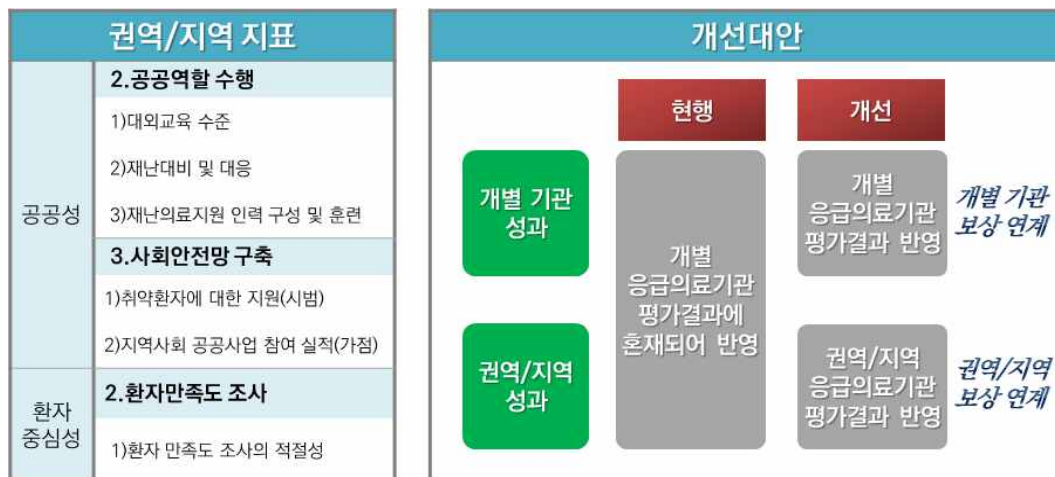 권역/지역 지표
공공성
2.공공역할 수행
1)대외교육 수준
2)재난대비 및 대응
3)재난의료지원 인력 구성 및 훈련
3.사회안전망 구축
1)취약환자에 대한 지원(시범)
2)지역사회 공공사업 참여 실적(가점)
환자
중심성
2.환자만족도 조사
1)환자 만족도 조사의 적절성
개선대안
현행
개선
개별 기관
성과
개별
응급의료기관
평가결과에
혼재되어 반영
개별
응급의료기관
평가결과 반영
개별 기관
보상 연계
권역/지역
성과
권역/지역
응급의료기관
평가결과 반영
권역/지역
보상 연계